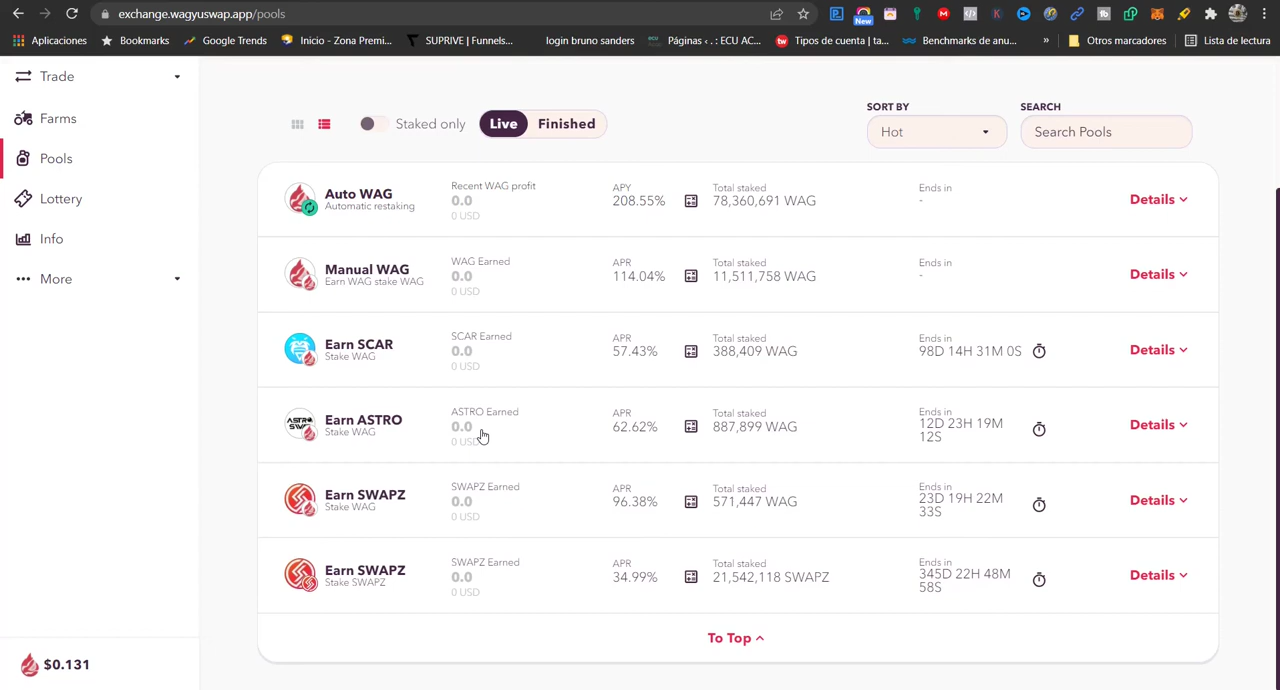 exchange.wagyuswap.app/pools
New
Aplicaciones
Bookmarks
Google Trends
Inicio - Zona Premi...
SUPRIVE | Funnels...
login bruno sanders
Páginas ‹ . : ECU AC...
Tipos de cuenta | ta...
Benchmarks de anu...
»
Otros marcadores
Lista de lectura
Trade
Farms
Pools
Lottery
Info
More
$0.131
Staked only
Live
Finished
SORT BY
Hot
SEARCH
Search Pools
Auto WAG
Automatic restaking
Recent WAG profit
0.0
0 USD
APY
208.55%
Total staked
78,360,691 WAG
Ends in
-
Details
Manual WAG
Earn WAG stake WAG
WAG Earned
0.0
0 USD
APR
114.04%
Total staked
11,511,758 WAG
Ends in
-
Details
Earn SCAR
Stake WAG
SCAR Earned
0.0
0 USD
APR
57.43%
Total staked
388,409 WAG
Ends in
98D 14H 31M 0S
Details
Earn ASTRO
Stake WAG
ASTRO Earned
0.0
0 USD
APR
62.62%
Total staked
887,899 WAG
Ends in
12D 23H 19M
12S
Details
Earn SWAPZ
Stake WAG
SWAPZ Earned
0.0
0 USD
APR
96.38%
Total staked
571,447 WAG
Ends in
23D 19H 22M
33S
Details
Earn SWAPZ
Stake SWAPZ
SWAPZ Earned
0.0
0 USD
APR
34.99%
Total staked
21,542,118 SWAPZ
Ends in
345D 22H 48M
58S
Details
To Top